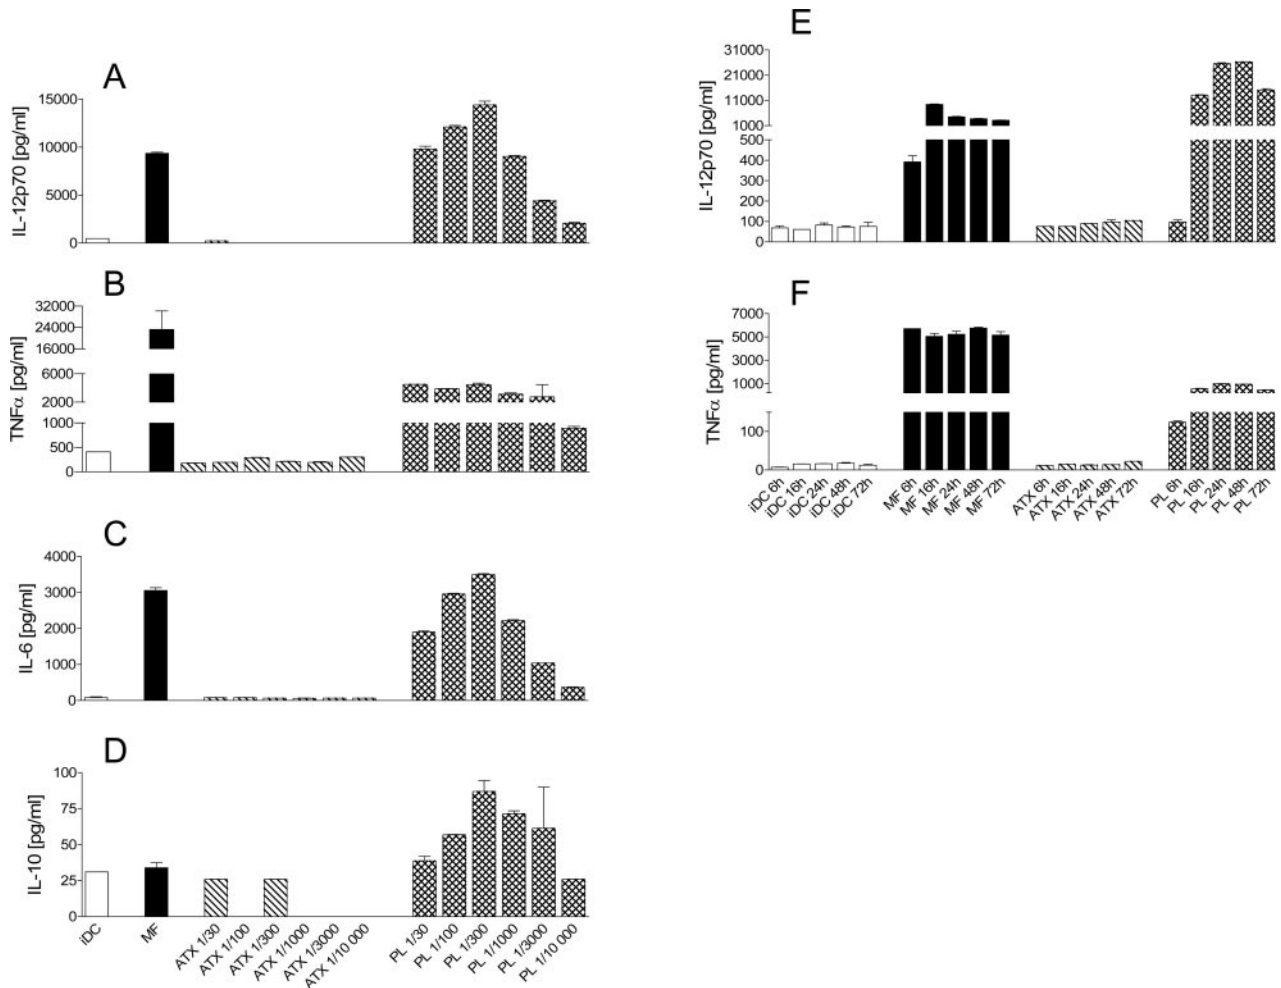 A
IL-12p70 [pg/ml]
15000
10000
5000
0
B
TNFα [pg/ml]
32000
24000
16000
6000
2000
1000
500
0
C
IL-6 [pg/ml]
4000
3000
2000
1000
0
D
IL-10 [pg/ml]
100
75
50
25
0
iDC
MF
ATX 1/30
ATX 1/100
ATX 1/300
ATX 1/1000
ATX 1/3000
ATX 1/10 000
PL 1/30
PL 1/100
PL 1/300
PL 1/1000
PL 1/3000
PL 1/10 000
E
IL-12p70 [pg/ml]
31000
21000
11000
1000
500
400
300
200
100
0
F
TNFα [pg/ml]
7000
5000
3000
1000
100
0
iDC 6h
iDC 16h
iDC 24h
iDC 48h
iDC 72h
MF 6h
MF 16h
MF 24h
MF 48h
MF 72h
ATX 6h
ATX 16h
ATX 24h
ATX 48h
ATX 72h
PL 6h
PL 16h
PL 24h
PL 48h
PL 72h